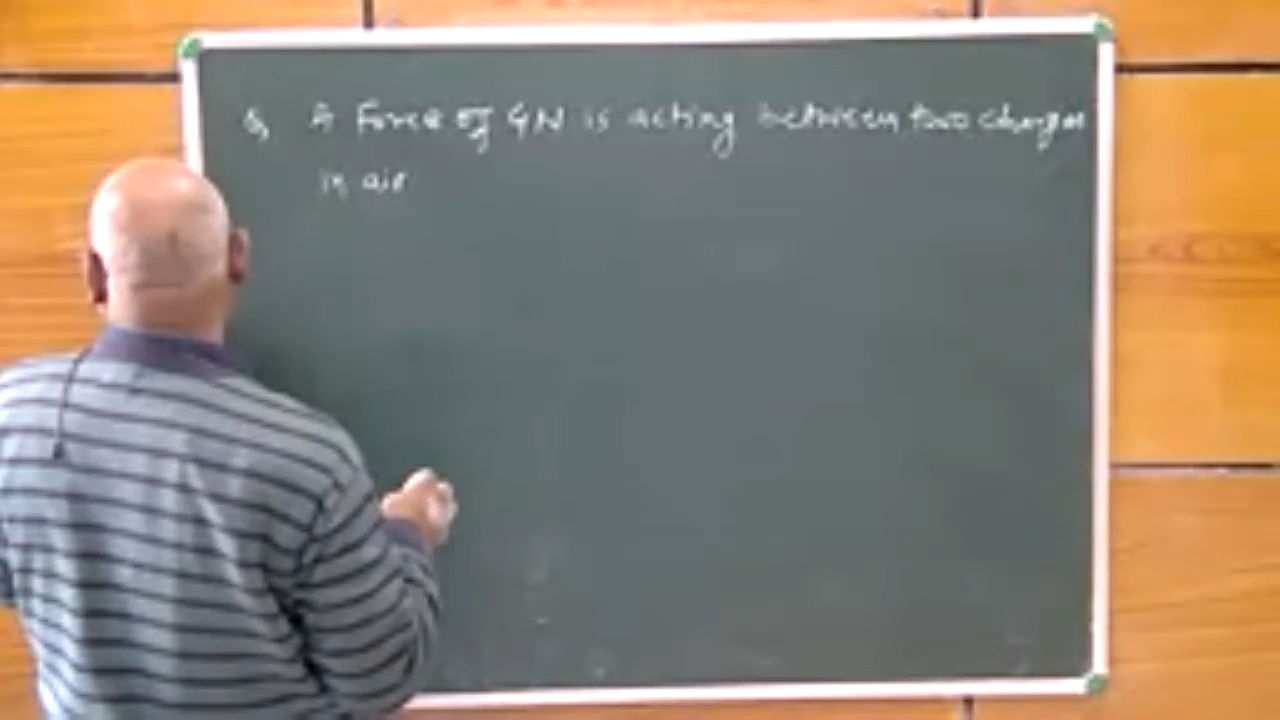 Q, A Force of 4N is acting between two charges
in air